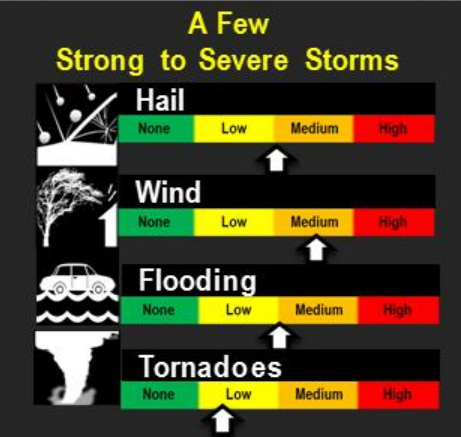 A Few
Strong to Severe Storms
Hail
None Low Medium High
Wind
None Low Medium High
Flooding
None Low Medium High
Tornadoes
None Low Medium High